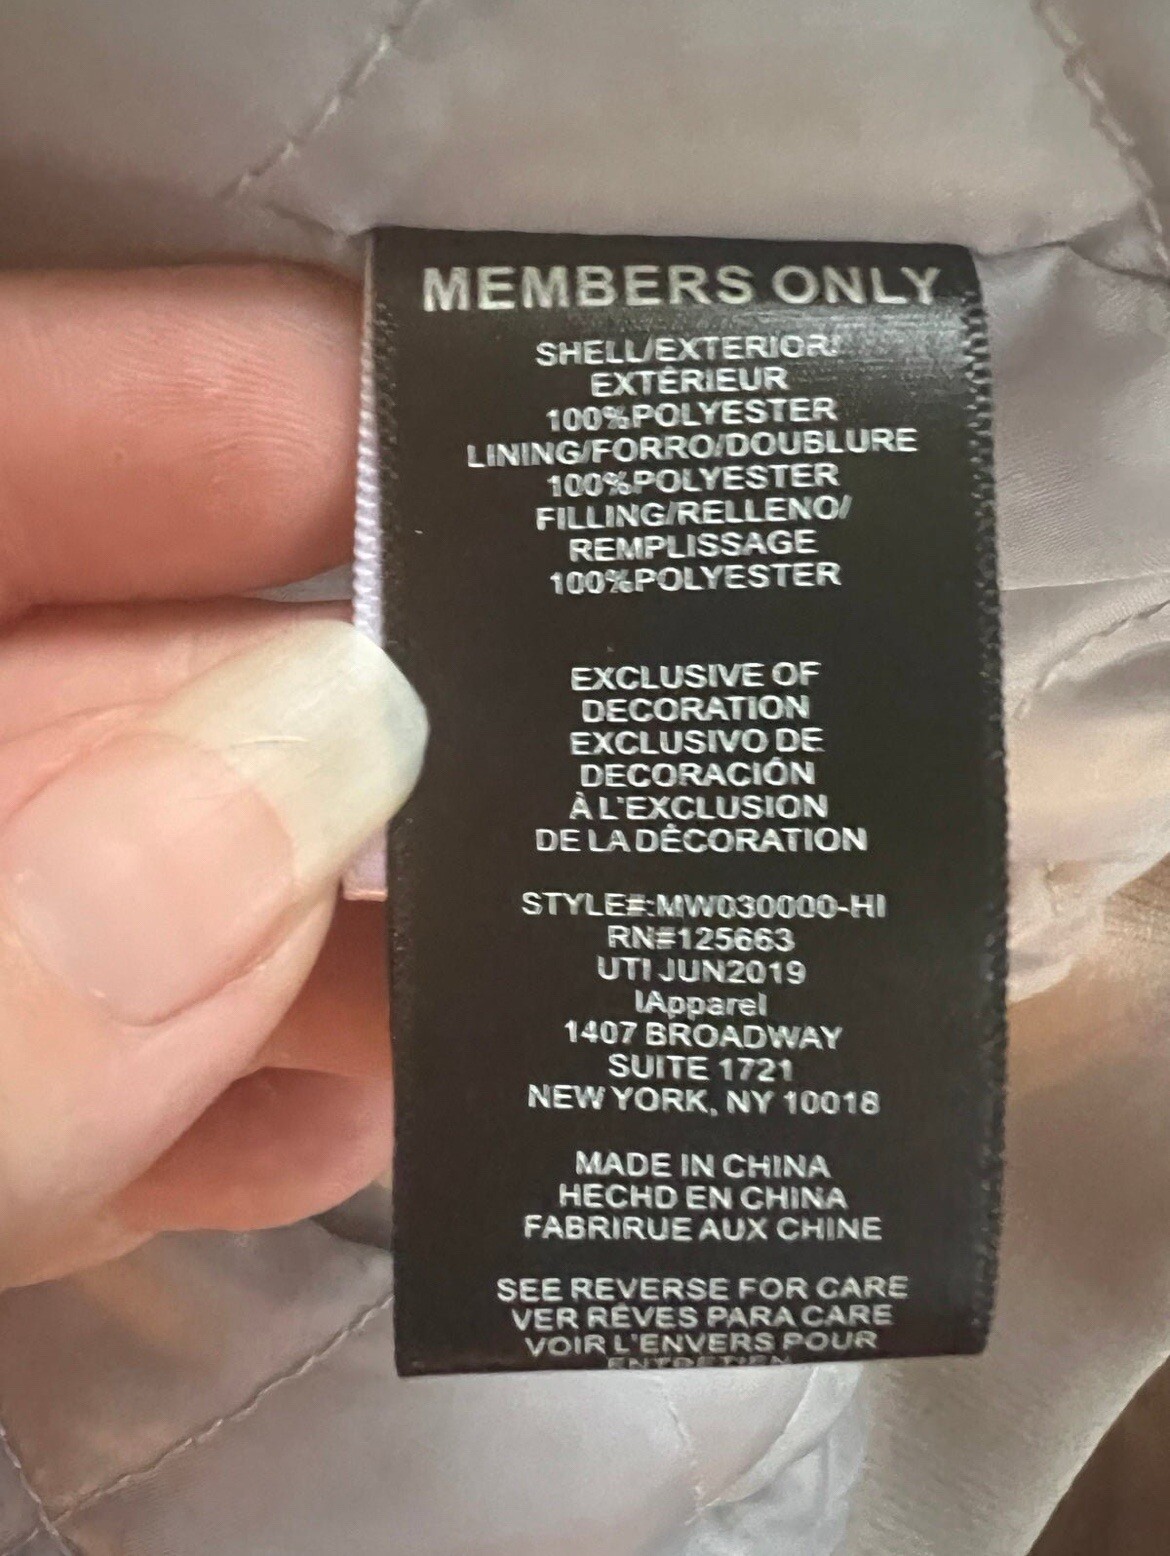 MEMBERS ONLY
SHELL/EXTERIOR/
EXTÉRIEUR
100%POLYESTER
LINING/FORRO/DOUBLURE
100%POLYESTER
FILLING/RELLENO/
REMPLISSAGE
100%POLYESTER
EXCLUSIVE OF
DECORATION
EXCLUSIVO DE
DECORACIÓN
À L'EXCLUSION
DE LA DÉCORATION
STYLE#:MW030000-HI
RN#125663
UTI JUN2019
IApparel
1407 BROADWAY
SUITE 1721
NEW YORK, NY 10018
MADE IN CHINA
HECHD EN CHINA
FABRIRUE AUX CHINE
SEE REVERSE FOR CARE
VER RÉVES PARA CARE
VOIR L'ENVERS POUR
ENTRETIEN